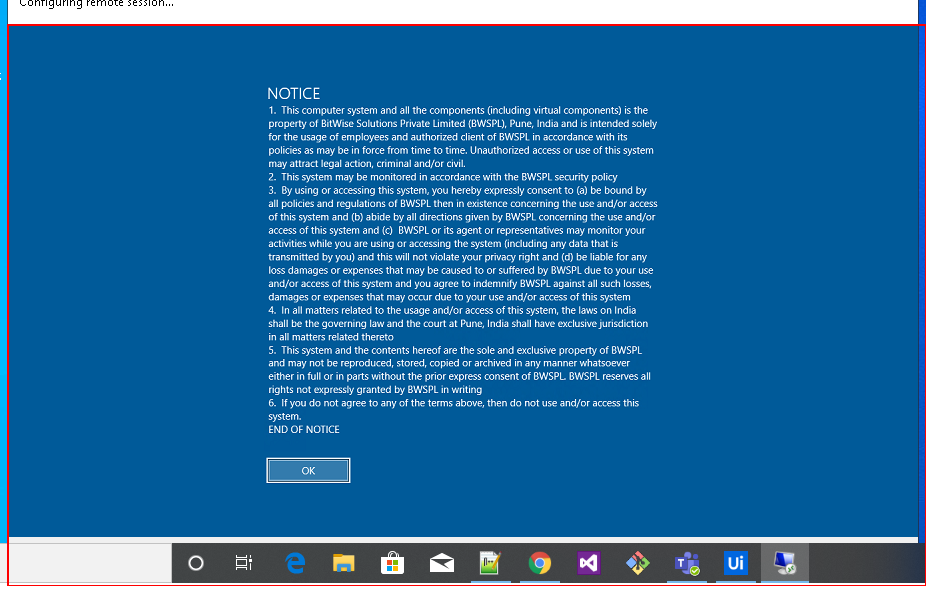 Configuring remote session...
NOTICE
1. This computer system and all the components (including virtual components) is the
property of BitWise Solutions Private Limited (BWSPL), Pune, India and is intended solely
for the usage of employees and authorized client of BWSPL in accordance with its
policies as may be in force from time to time. Unauthorized access or use of this system
may attract legal action, criminal and/or civil.
2. This system may be monitored in accordance with the BWSPL security policy
3. By using or accessing this system, you hereby expressly consent to (a) be bound by
all policies and regulations of BWSPL then in existence concerning the use and/or access
of this system and (b) abide by all directions given by BWSPL concerning the use and/or
access of this system and (c) BWSPL or its agent or representatives may monitor your
activities while you are using or accessing the system (including any data that is
transmitted by you) and this will not violate your privacy right and (d) be liable for any
loss damages or expenses that may be caused to or suffered by BWSPL due to your use
and/or access of this system and you agree to indemnify BWSPL against all such losses,
damages or expenses that may occur due to your use and/or access of this system
4. In all matters related to the usage and/or access of this system, the laws on India
shall be the governing law and the court at Pune, India shall have exclusive jurisdiction
in all matters related thereto
5. This system and the contents hereof are the sole and exclusive property of BWSPL
and may not be reproduced, stored, copied or archived in any manner whatsoever
either in full or in parts without the prior express consent of BWSPL. BWSPL reserves all
rights not expressly granted by BWSPL in writing
6. If you do not agree to any of the terms above, then do not use and/or access this
system.
END OF NOTICE
OK
Ui